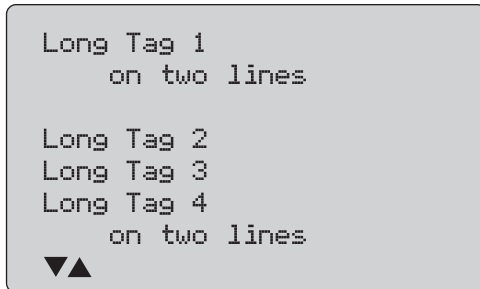 Long Tag 1
on two lines
Long Tag 2
Long Tag 3
Long Tag 4
on two lines
▼▲